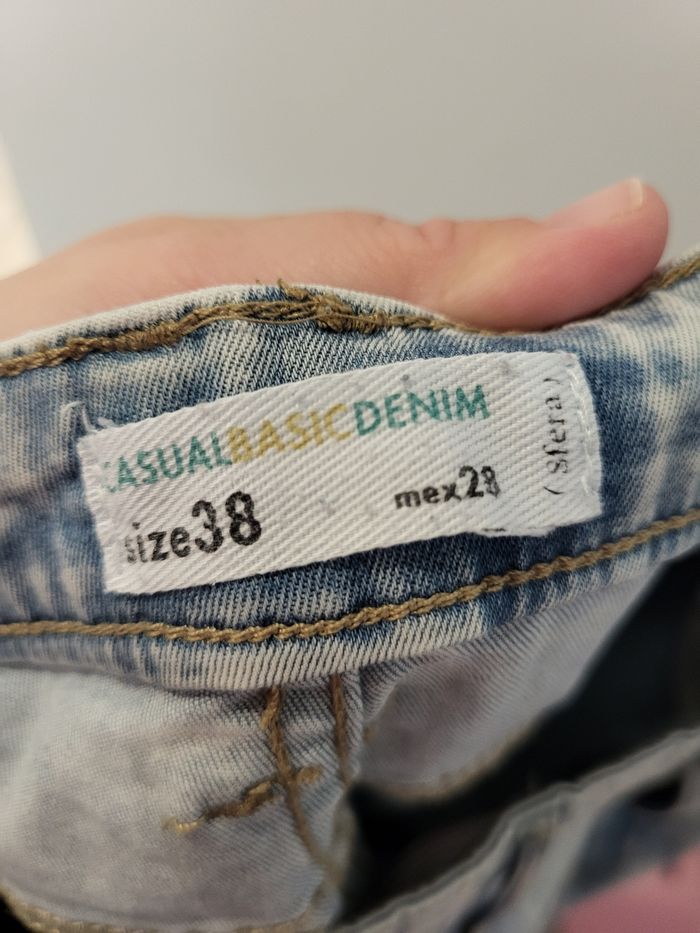 CASUALBASICDENIM
size38
mex28
(sfera)